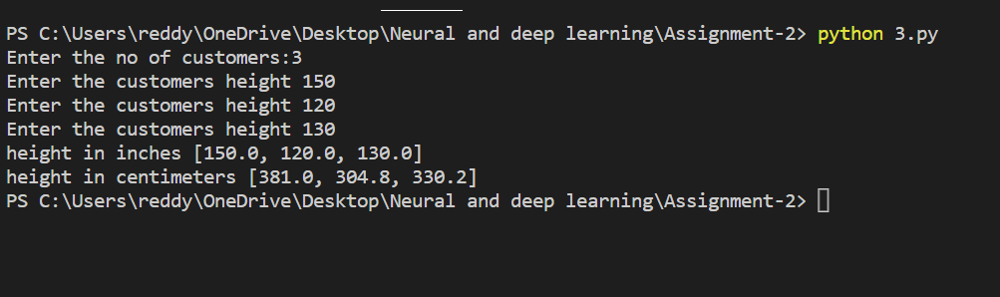 PS C:\Users\reddy\OneDrive\Desktop\Neural and deep learning\Assignment-2> python 3.py
Enter the no of customers:3
Enter the customers height 150
Enter the customers height 120
Enter the customers height 130
height in inches [150.0, 120.0, 130.0]
height in centimeters [381.0, 304.8, 330.2]
PS C:\Users\reddy\OneDrive\Desktop\Neural and deep learning\Assignment-2>